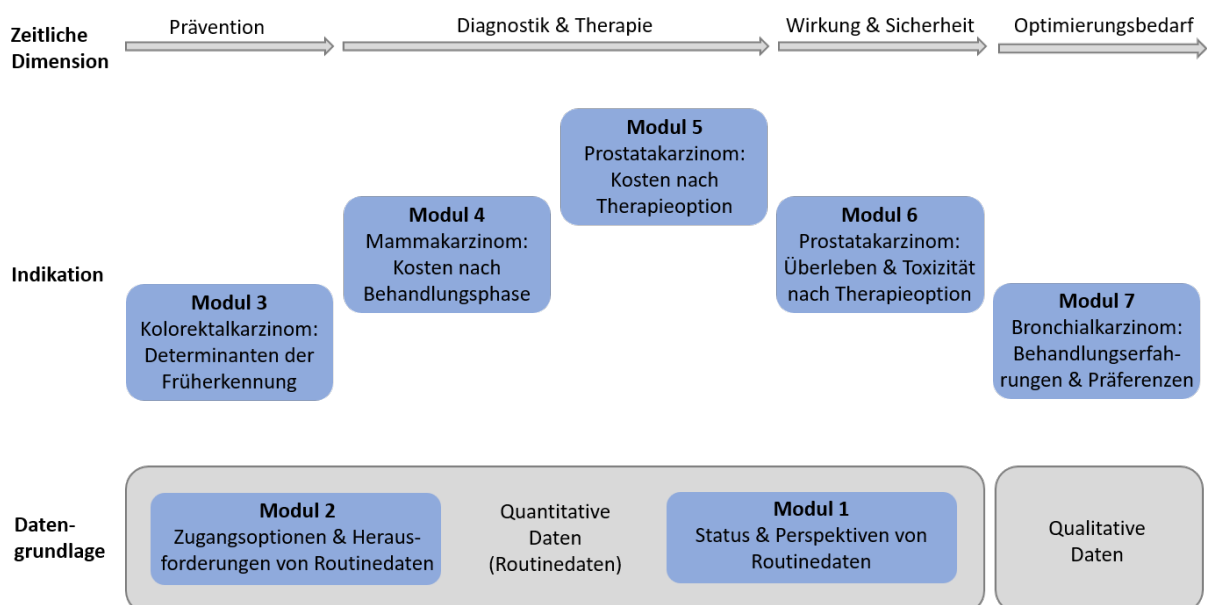 Zeitliche
Dimension
Prävention
Diagnostik & Therapie
Wirkung & Sicherheit
Optimierungsbedarf
Indikation
Modul 3
Kolorektalkarzinom:
Determinanten der
Früherkennung
Modul 4
Mammakarzinom:
Kosten nach
Behandlungsphase
Modul 5
Prostatakarzinom:
Kosten nach
Therapieoption
Modul 6
Prostatakarzinom:
Überleben & Toxizität
nach Therapieoption
Modul 7
Bronchialkarzinom:
Behandlungserfah-
rungen & Präferenzen
Daten-
grundlage
Modul 2
Zugangsoptionen & Heraus-
forderungen von Routinedaten
Quantitative
Daten
(Routinedaten)
Modul 1
Status & Perspektiven von
Routinedaten
Qualitative
Daten